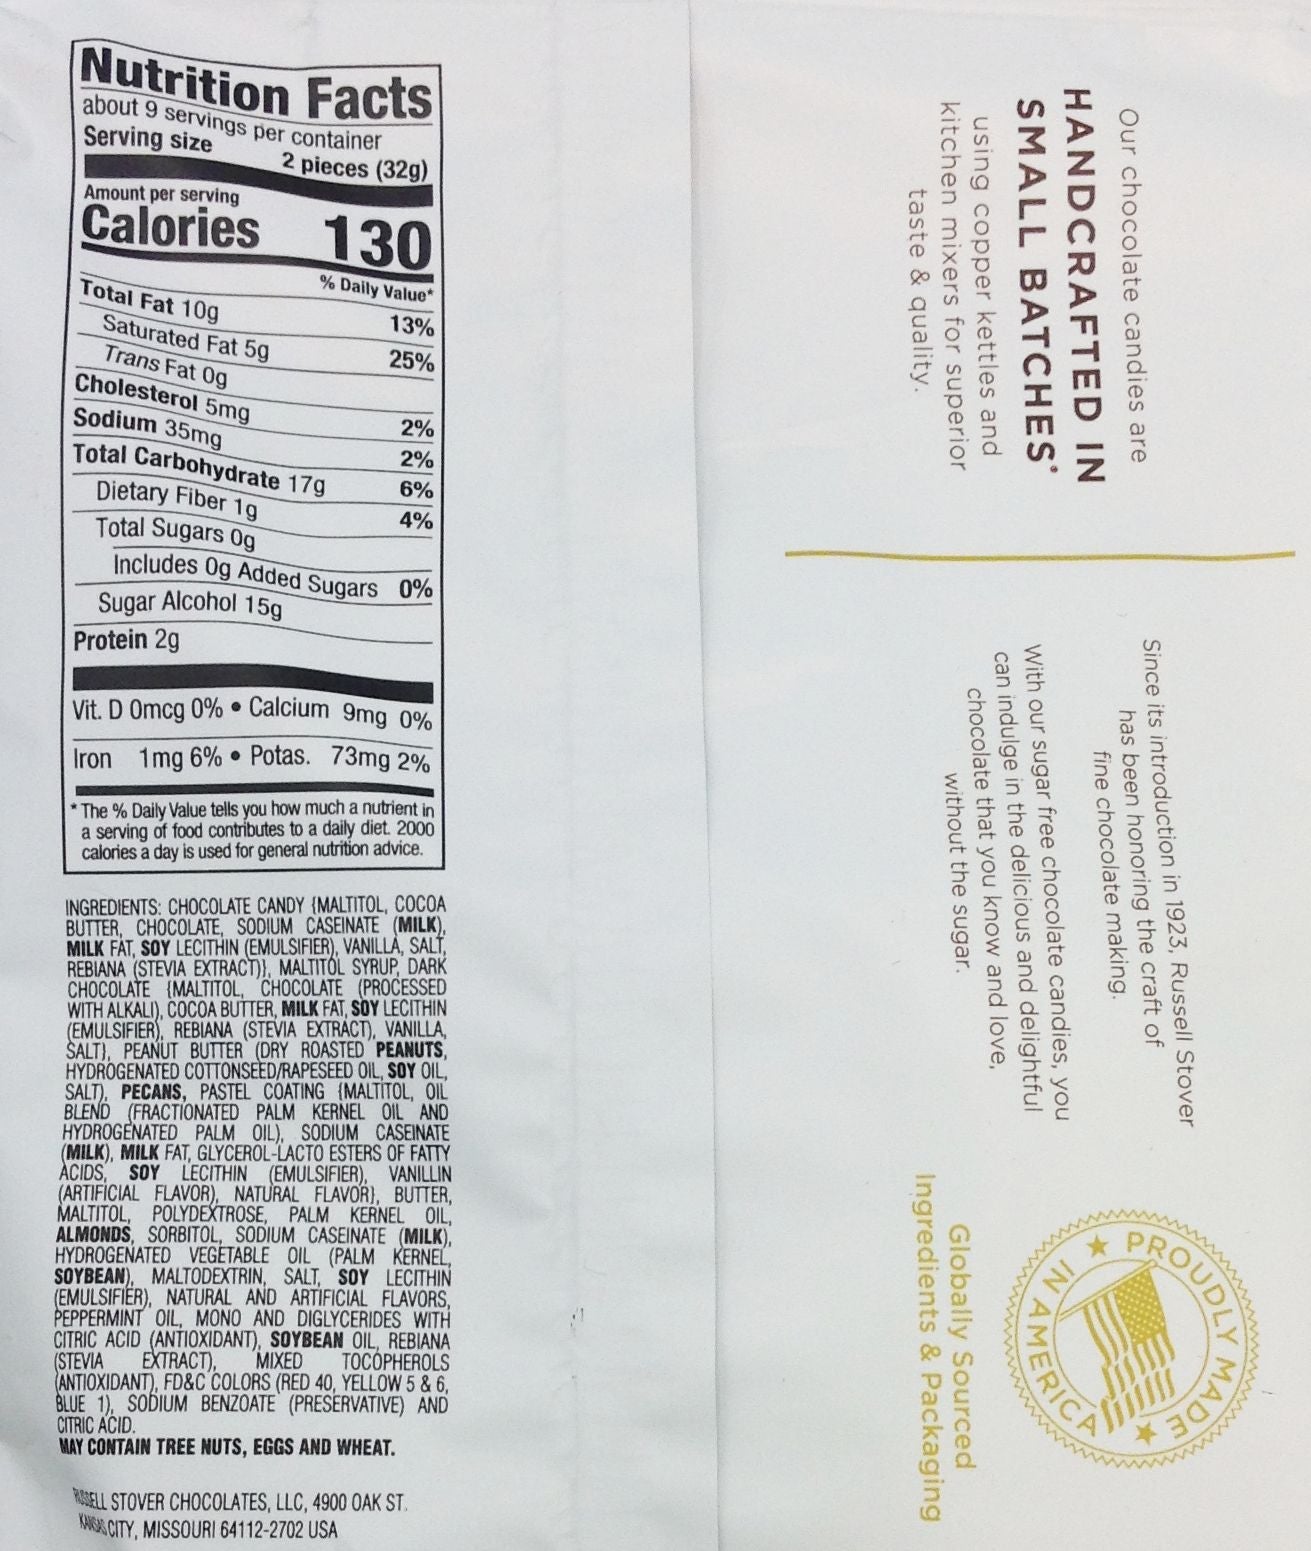 Nutrition Facts
about 9 servings per container
Serving size 2 pieces (32g)
Amount per serving
Calories 130
% Daily Value*
Total Fat 10g 13%
Saturated Fat 5g 25%
Trans Fat 0g
Cholesterol 5mg 2%
Sodium 35mg 2%
Total Carbohydrate 17g 6%
Dietary Fiber 1g 4%
Total Sugars 0g
Includes 0g Added Sugars 0%
Sugar Alcohol 15g
Protein 2g
Vit. D 0mcg 0% • Calcium 9mg 0%
Iron 1mg 6% • Potas. 73mg 2%
* The % Daily Value tells you how much a nutrient in
a serving of food contributes to a daily diet. 2000
calories a day is used for general nutrition advice.
INGREDIENTS: CHOCOLATE CANDY {MALTITOL, COCOA
BUTTER, CHOCOLATE, SODIUM CASEINATE (MILK),
MILK FAT, SOY LECITHIN (EMULSIFIER), VANILLA, SALT,
REBIANA (STEVIA EXTRACT)}, MALTITOL SYRUP, DARK
CHOCOLATE {MALTITOL, CHOCOLATE (PROCESSED
WITH ALKALI), COCOA BUTTER, MILK FAT, SOY LECITHIN
(EMULSIFIER), REBIANA (STEVIA EXTRACT), VANILLA,
SALT}, PEANUT BUTTER (DRY ROASTED PEANUTS,
HYDROGENATED COTTONSEED/RAPESEED OIL, SOY OIL,
SALT), PECANS, PASTEL COATING {MALTITOL, OIL
BLEND (FRACTIONATED PALM KERNEL OIL AND
HYDROGENATED PALM OIL), SODIUM CASEINATE
(MILK), MILK FAT, GLYCEROL-LACTO ESTERS OF FATTY
ACIDS, SOY LECITHIN (EMULSIFIER), VANILLIN
(ARTIFICIAL FLAVOR), NATURAL FLAVOR}, BUTTER,
MALTITOL, POLYDEXTROSE, PALM KERNEL OIL,
ALMONDS, SORBITOL, SODIUM CASEINATE (MILK),
HYDROGENATED VEGETABLE OIL (PALM KERNEL,
SOYBEAN), MALTODEXTRIN, SALT, SOY LECITHIN
(EMULSIFIER), NATURAL AND ARTIFICIAL FLAVORS,
PEPPERMINT OIL, MONO AND DIGLYCERIDES WITH
CITRIC ACID (ANTIOXIDANT), SOYBEAN OIL, REBIANA
(STEVIA EXTRACT), MIXED TOCOPHEROLS
(ANTIOXIDANT), FD&C COLORS (RED 40, YELLOW 5 & 6,
BLUE 1), SODIUM BENZOATE (PRESERVATIVE) AND
CITRIC ACID.
MAY CONTAIN TREE NUTS, EGGS AND WHEAT.
RUSSELL STOVER CHOCOLATES, LLC, 4900 OAK ST.
KANSAS CITY, MISSOURI 64112-2702 USA
Our chocolate candies are
HANDCRAFTED IN
SMALL BATCHES®
using copper kettles and
kitchen mixers for superior
taste & quality.
Since its introduction in 1923, Russell Stover
has been honoring the craft of
fine chocolate making.
With our sugar free chocolate candies, you
can indulge in the delicious and delightful
chocolate that you know and love,
without the sugar.
PROUDLY MADE
IN AMERICA
Globally Sourced
Ingredients & Packaging